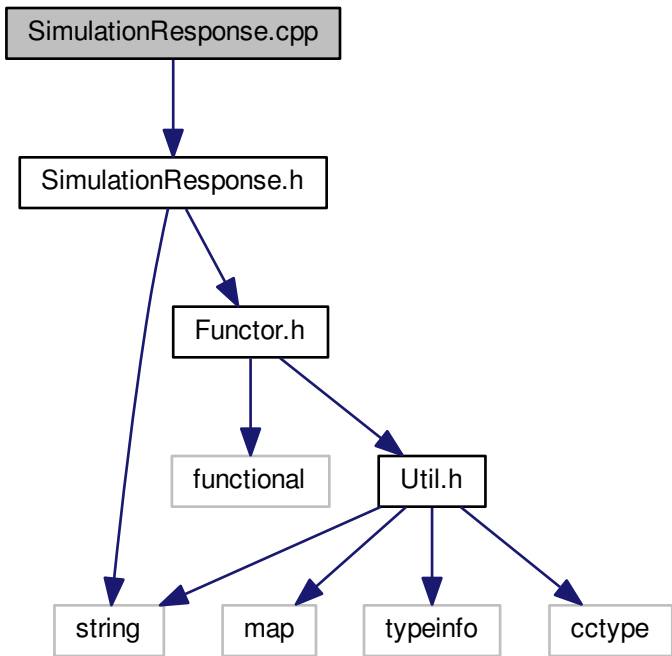 SimulationResponse.cpp
SimulationResponse.h
Functor.h
functional
Util.h
string
map
typeinfo
cctype